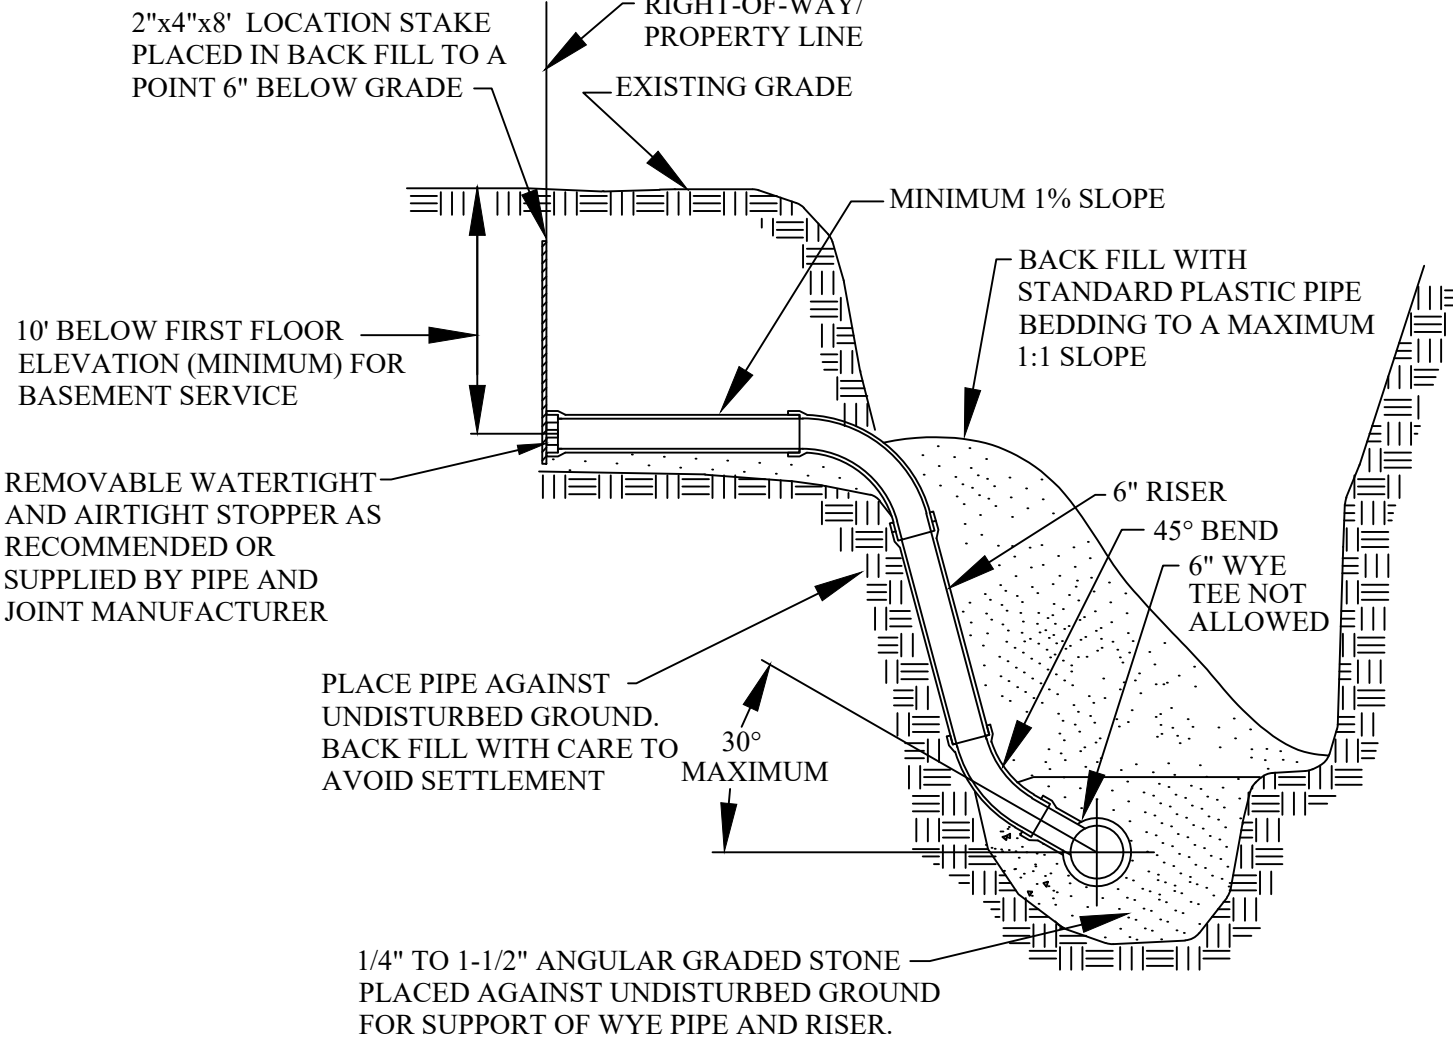 2"x4"x8' LOCATION STAKE
PLACED IN BACK FILL TO A
POINT 6" BELOW GRADE
RIGHT-OF-WAY/
PROPERTY LINE
EXISTING GRADE
MINIMUM 1% SLOPE
BACK FILL WITH
STANDARD PLASTIC PIPE
BEDDING TO A MAXIMUM
1:1 SLOPE
10' BELOW FIRST FLOOR
ELEVATION (MINIMUM) FOR
BASEMENT SERVICE
REMOVABLE WATERTIGHT
AND AIRTIGHT STOPPER AS
RECOMMENDED OR
SUPPLIED BY PIPE AND
JOINT MANUFACTURER
6" RISER
45° BEND
6" WYE
TEE NOT
ALLOWED
PLACE PIPE AGAINST
UNDISTURBED GROUND.
BACK FILL WITH CARE TO
AVOID SETTLEMENT
30°
MAXIMUM
1/4" TO 1-1/2" ANGULAR GRADED STONE
PLACED AGAINST UNDISTURBED GROUND
FOR SUPPORT OF WYE PIPE AND RISER.